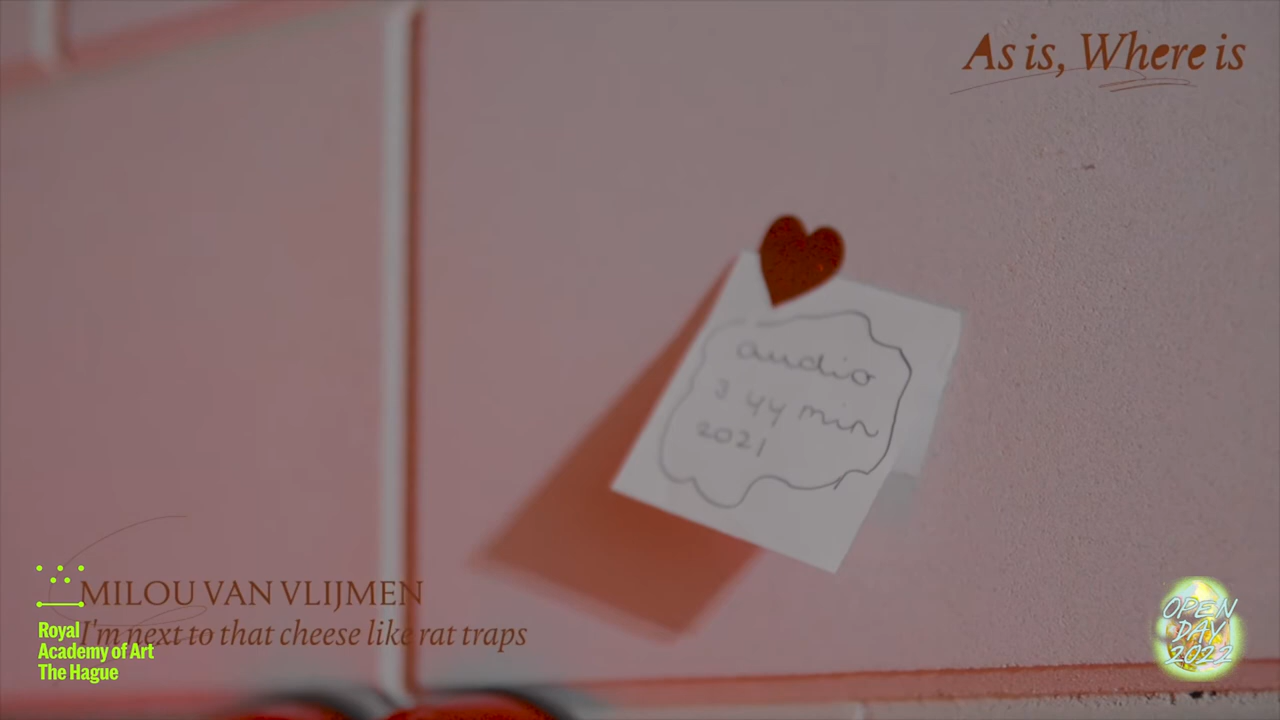 As is, Where is
audio
3 44 min
2021
MILOU VAN VLIJMEN
I'm next to that cheese like rat traps
Royal
Academy of Art
The Hague
OPEN
DAY
2022